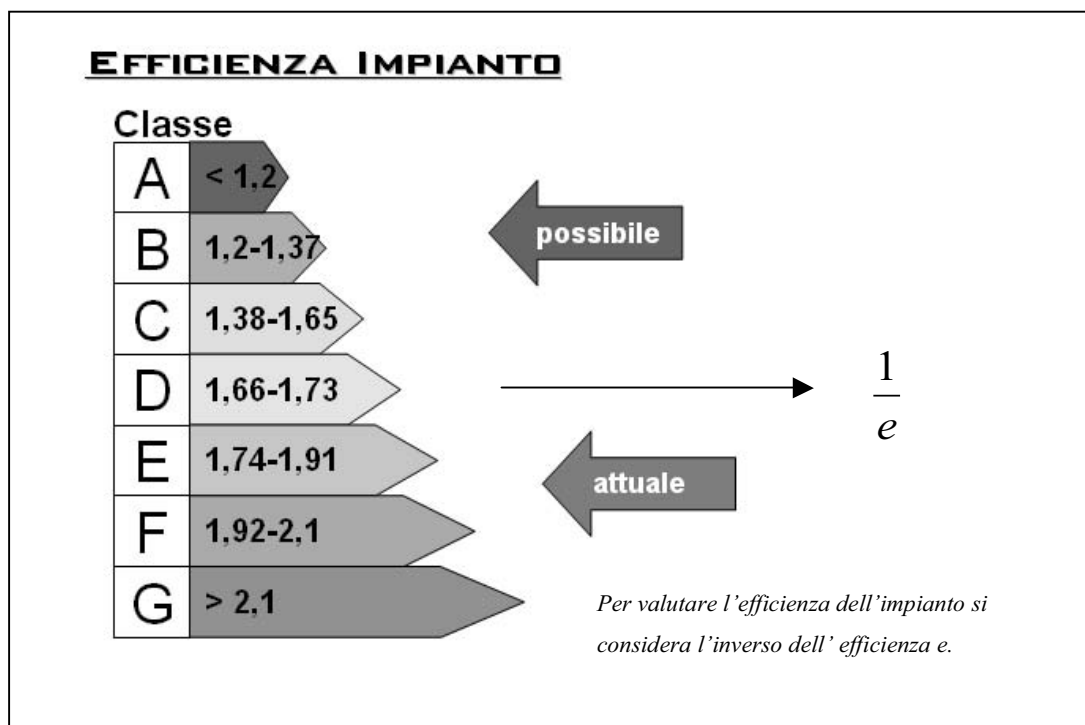 EFFICIENZA IMPIANTO
Classe
A < 1,2
B 1,2-1,37
possibile
C 1,38-1,65
D 1,66-1,73
1
e
E 1,74-1,91
attuale
F 1,92-2,1
G > 2,1
Per valutare l'efficienza dell'impianto si
considera l'inverso dell' efficienza e.